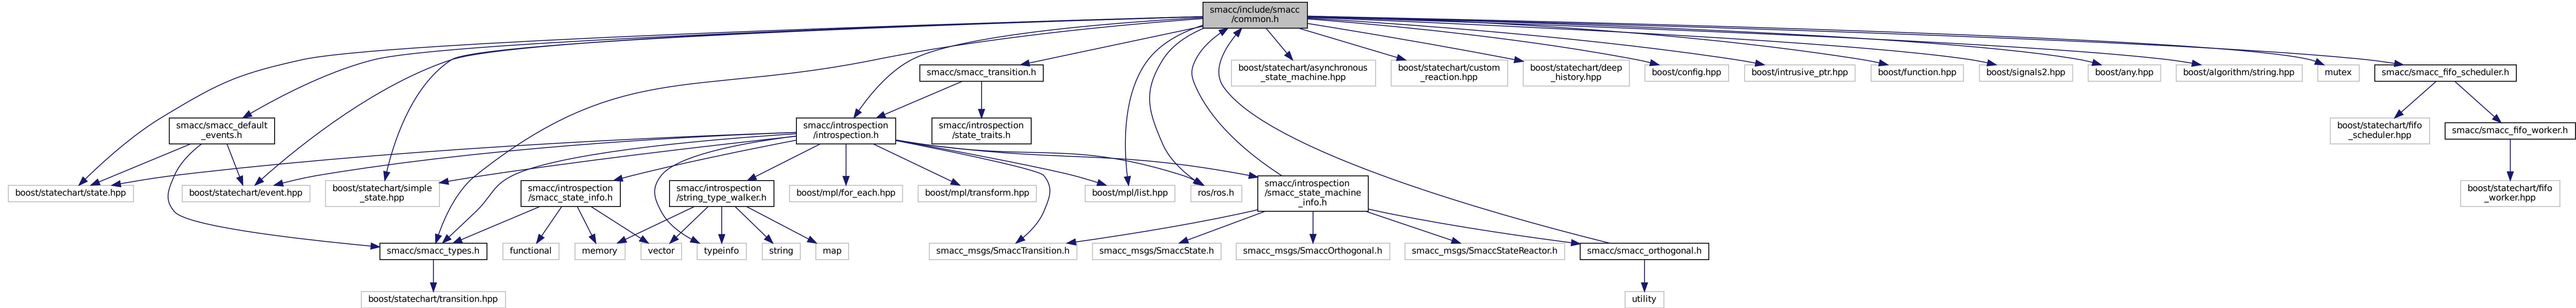 smacc/include/smacc
/common.h
smacc/smacc_transition.h
boost/statechart/asynchronous
_state_machine.hpp
boost/statechart/custom
_reaction.hpp
boost/statechart/deep
_history.hpp
boost/config.hpp
boost/intrusive_ptr.hpp
boost/function.hpp
boost/signals2.hpp
boost/any.hpp
boost/algorithm/string.hpp
mutex
smacc/smacc_fifo_scheduler.h
smacc/smacc_default
_events.h
smacc/introspection
/introspection.h
smacc/introspection
/state_traits.h
boost/statechart/fifo
_scheduler.hpp
smacc/smacc_fifo_worker.h
boost/statechart/state.hpp
boost/statechart/event.hpp
boost/statechart/simple
_state.hpp
smacc/introspection
/smacc_state_info.h
smacc/introspection
/string_type_walker.h
boost/mpl/for_each.hpp
boost/mpl/transform.hpp
boost/mpl/list.hpp
ros/ros.h
smacc/introspection
/smacc_state_machine
_info.h
boost/statechart/fifo
_worker.hpp
smacc/smacc_types.h
functional
memory
vector
typeinfo
string
map
smacc_msgs/SmaccTransition.h
smacc_msgs/SmaccState.h
smacc_msgs/SmaccOrthogonal.h
smacc_msgs/SmaccStateReactor.h
smacc/smacc_orthogonal.h
boost/statechart/transition.hpp
utility